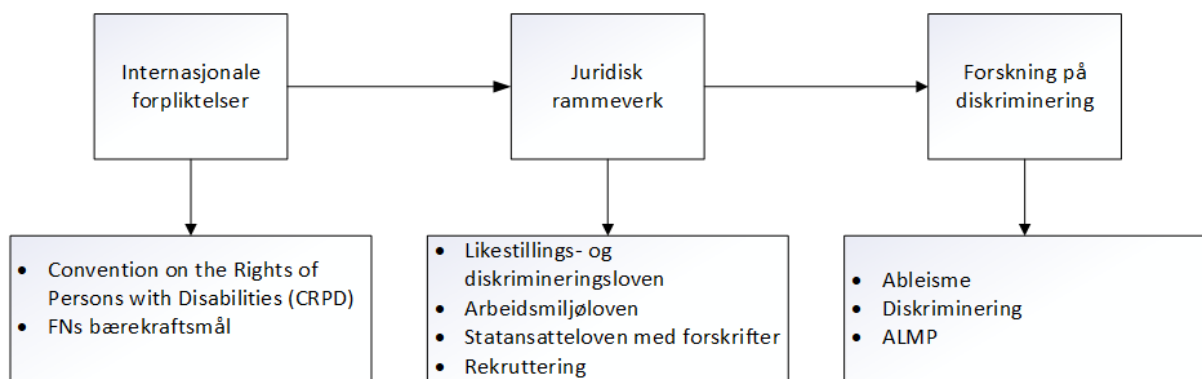 Internasjonale
forpliktelser
Juridisk
rammeverk
Forskning på
diskriminering
• Convention on the Rights of
Persons with Disabilities (CRPD)
• FNs bærekraftsmål
• Likestillings- og
diskrimineringsloven
• Arbeidsmiljøloven
• Statansatteloven med forskrifter
• Rekruttering
• Ableisme
• Diskriminering
• ALMP